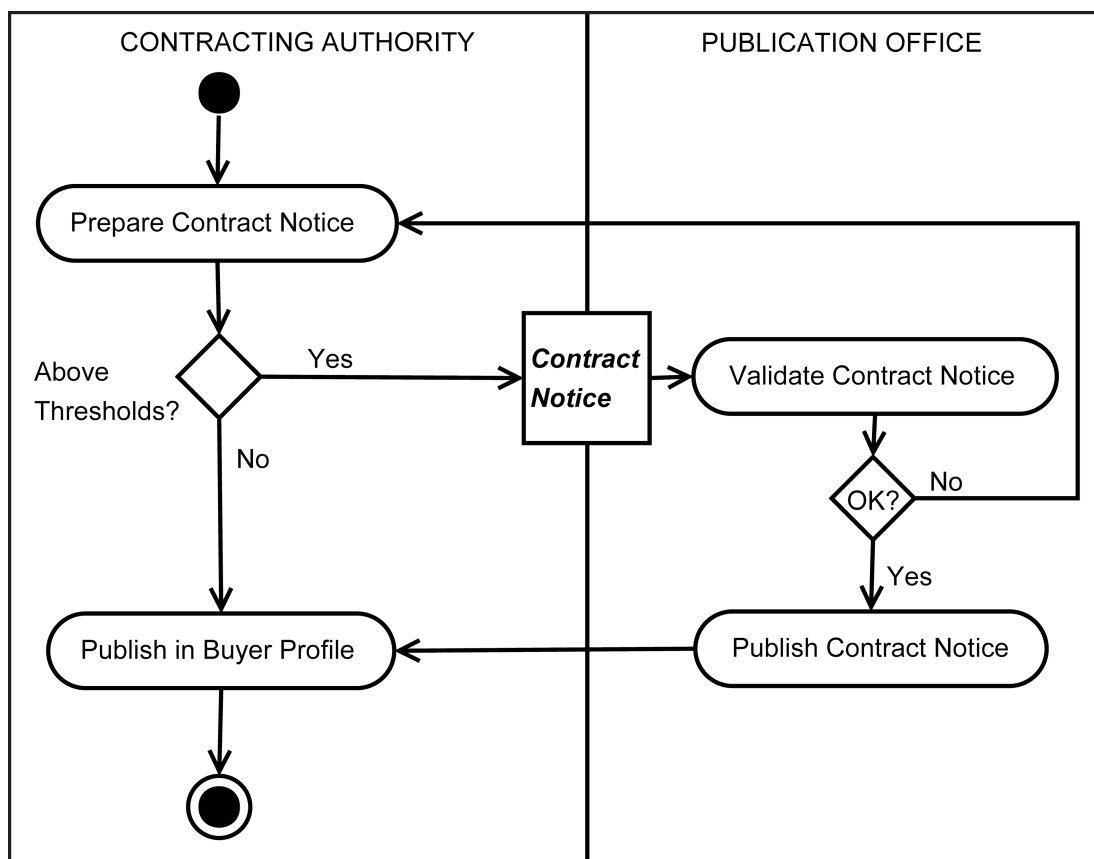 CONTRACTING AUTHORITY
PUBLICATION OFFICE
Prepare Contract Notice
Above
Thresholds?
Yes
No
Contract
Notice
Validate Contract Notice
OK?
No
Yes
Publish in Buyer Profile
Publish Contract Notice